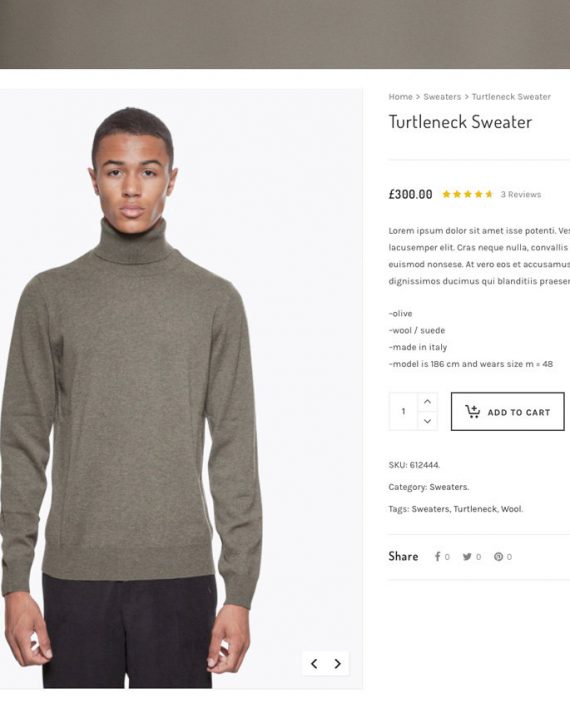 Home > Sweaters > Turtleneck Sweater
Turtleneck Sweater
£300.00 3 Reviews
Lorem ipsum dolor sit amet isse potenti. Ves
lacusemper elit. Cras neque nulla, convallis
euismod nonsese. At vero eos et accusamus
dignissimos ducimus qui blanditiis praesen
-olive
-wool / suede
-made in italy
-model is 186 cm and wears size m = 48
1 ADD TO CART
SKU: 612444.
Category: Sweaters.
Tags: Sweaters, Turtleneck, Wool.
Share 0 0 0